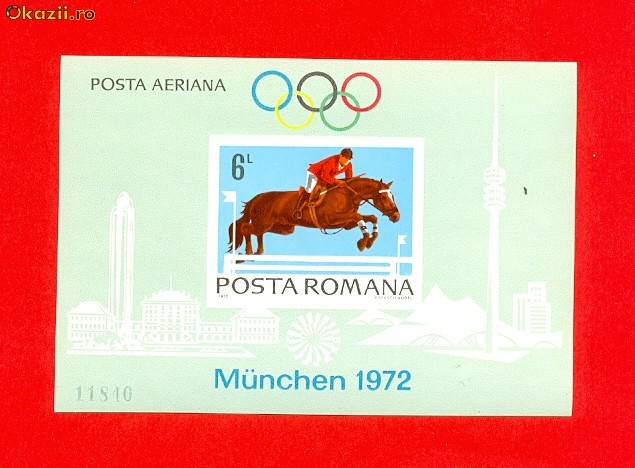 Okazii.ro
POSTA AERIANA
6L
POSTA ROMANA
1972
München 1972
11840